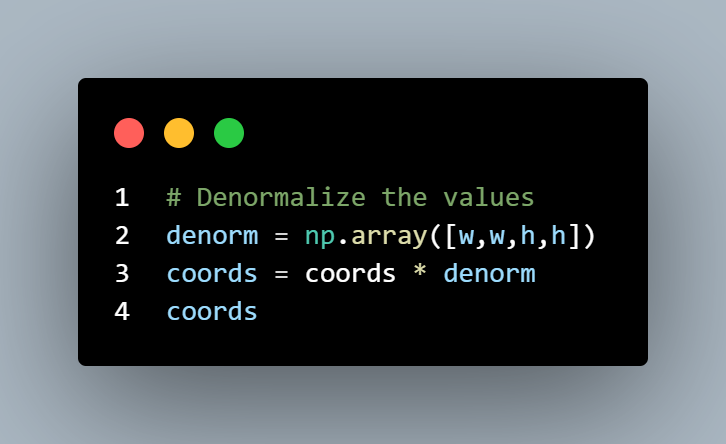 1 # Denormalize the values
2 denorm = np.array([w,w,h,h])
3 coords = coords * denorm
4 coords